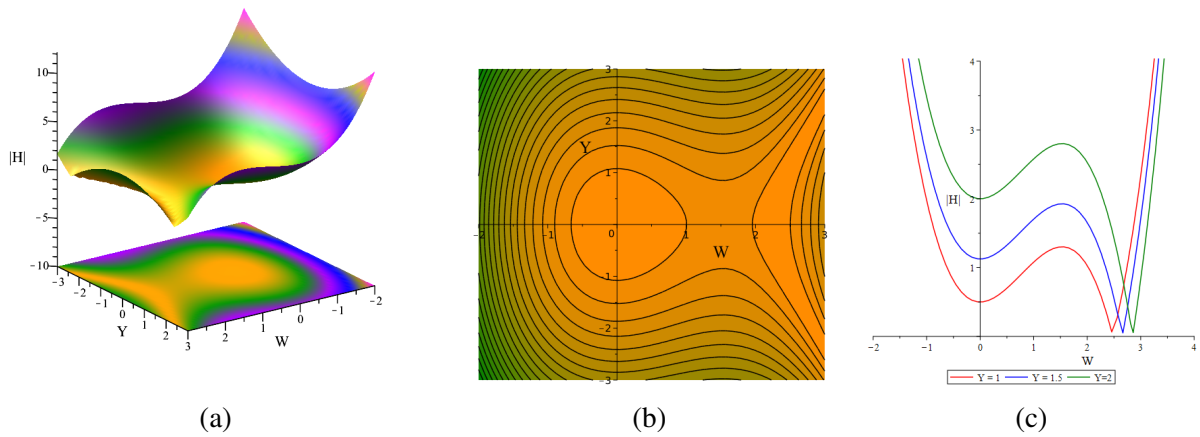 10
5
|H| 0
−5
−10
−3 −2 −1 0 1 2 3
Y
2 1 0 −1 −2
W
(a)
3
2
Y
1
-2 -1 0 1 2 3
W
-1
-2
-3
(b)
4
3
|H| 2
1
−2 −1 0 1 2 3 4
W
Y = 1 Y = 1.5 Y=2
(c)